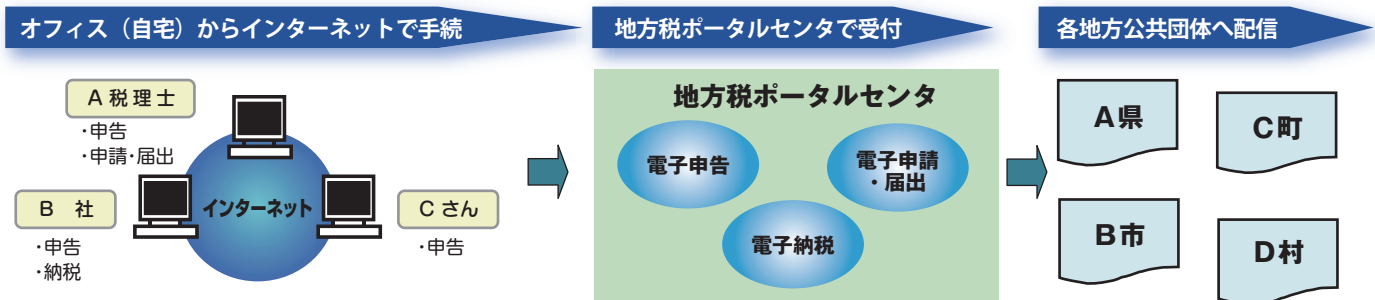 オフィス（自宅）からインターネットで手続
地方税ポータルセンタで受付
各地方公共団体へ配信
A 税理士
・申告
・申請・届出
B 社
・申告
・納税
インターネット
C さん
・申告
地方税ポータルセンタ
電子申告
電子申請
・届出
電子納税
A県
C町
B市
D村